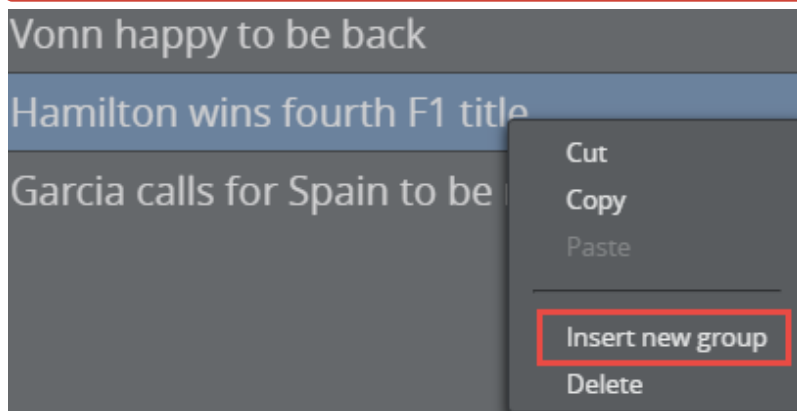 Vonn happy to be back
Hamilton wins fourth F1 title
Garcia calls for Spain to be
Cut
Copy
Paste
Insert new group
Delete